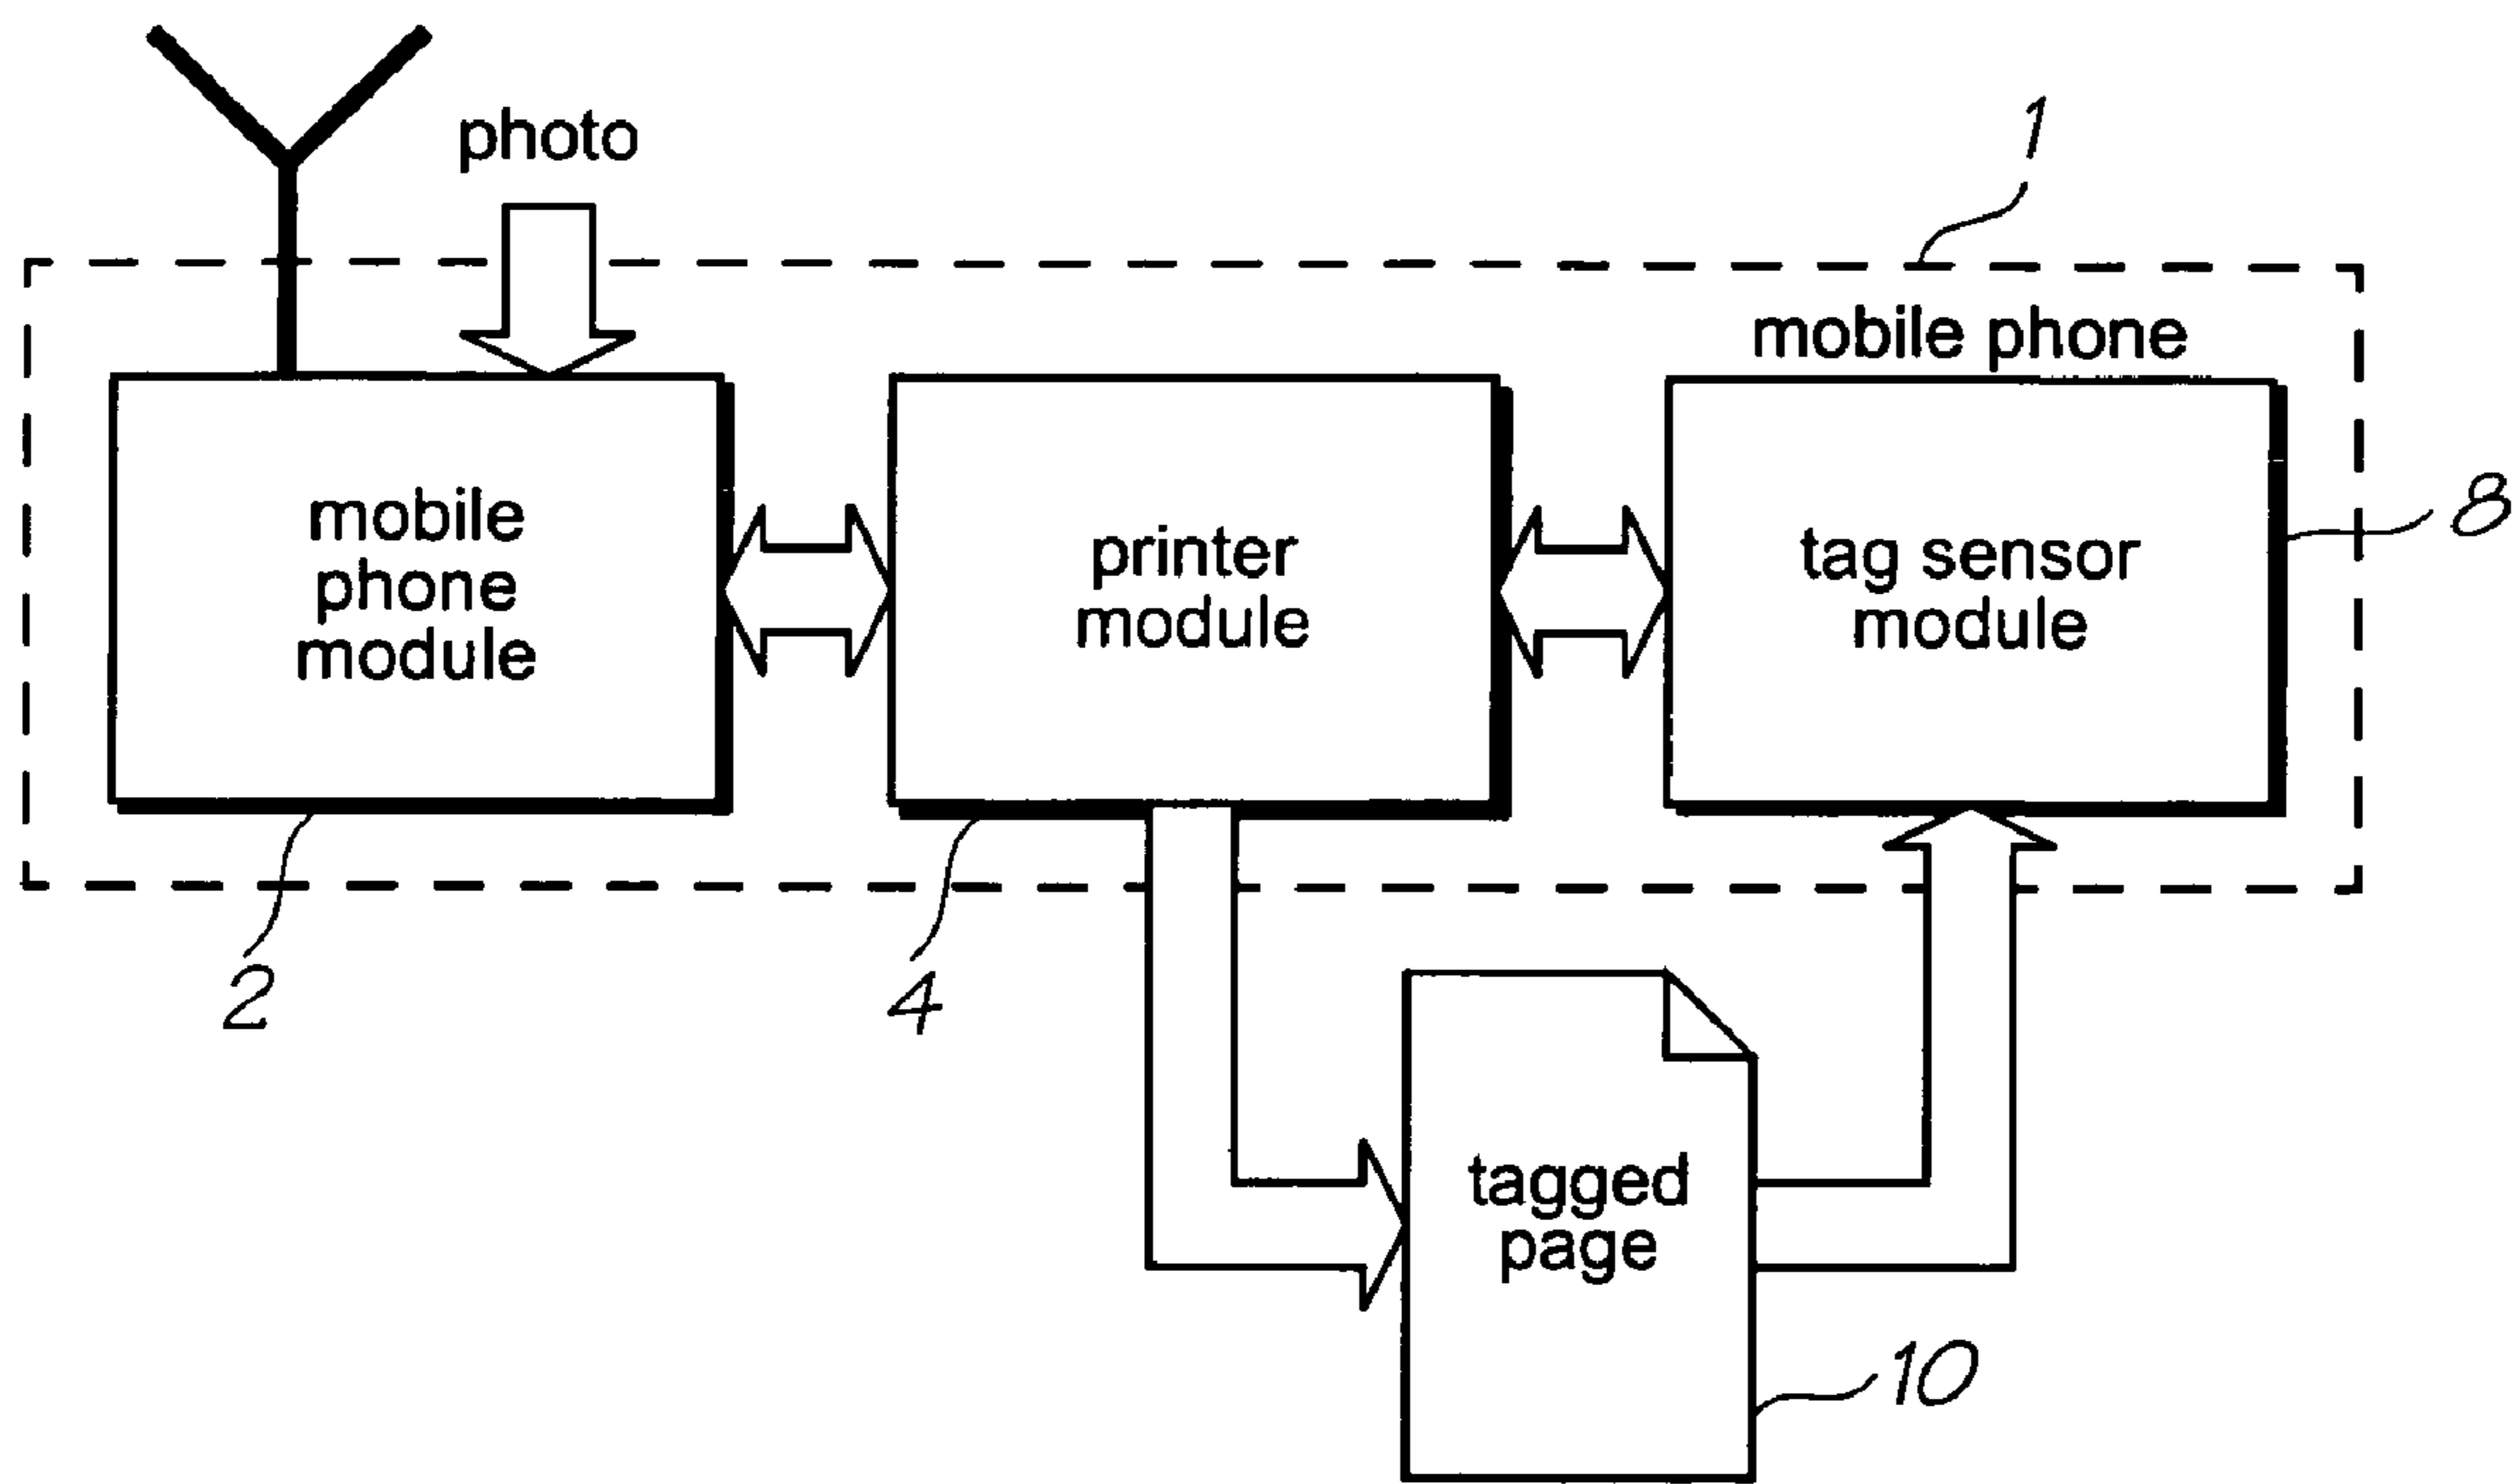 photo
1
mobile phone
mobile
phone
module
printer
module
tag sensor
module
8
2
4
tagged
page
10